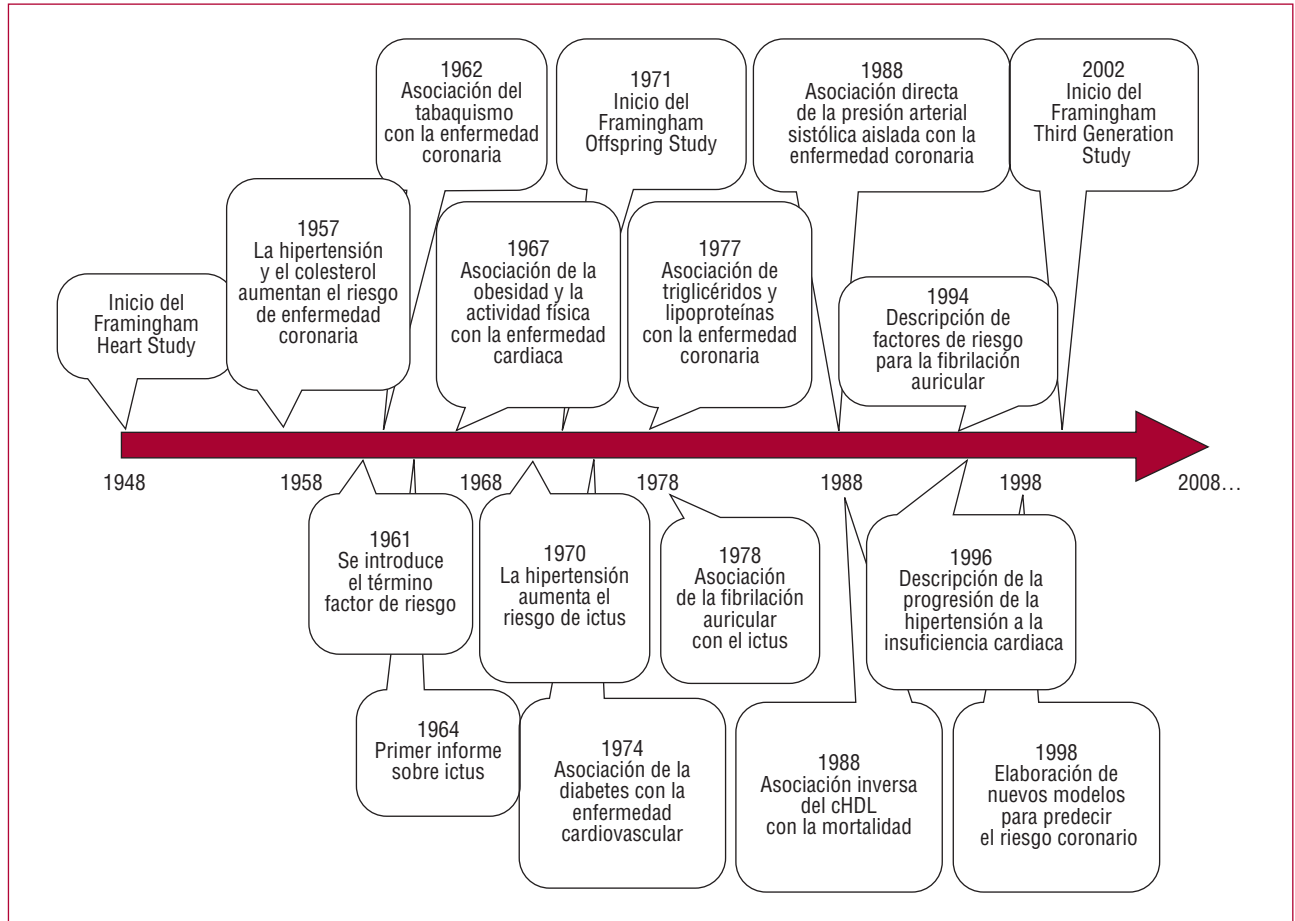 1962
Asociación del
tabaquismo
con la enfermedad
coronaria
1971
Inicio del
Framingham
Offspring Study
1988
Asociación directa
de la presión arterial
sistólica aislada con la
enfermedad coronaria
2002
Inicio del
Framingham
Third Generation
Study
Inicio del
Framingham
Heart Study
1957
La hipertensión
y el colesterol
aumentan el riesgo
de enfermedad
coronaria
1967
Asociación de la
obesidad y la
actividad física
con la enfermedad
cardiaca
1977
Asociación de
triglicéridos y
lipoproteínas
con la enfermedad
coronaria
1994
Descripción de
factores de riesgo
para la fibrilación
auricular
1948 1958 1968 1978 1988 1998 2008...
1961
Se introduce
el término
factor de riesgo
1970
La hipertensión
aumenta el
riesgo de ictus
1978
Asociación
de la fibrilación
auricular
con el ictus
1996
Descripción de la
progresión de la
hipertensión a la
insuficiencia cardiaca
1964
Primer informe
sobre ictus
1974
Asociación de la
diabetes con la
enfermedad
cardiovascular
1988
Asociación inversa
del cHDL
con la mortalidad
1998
Elaboración de
nuevos modelos
para predecir
el riesgo coronario